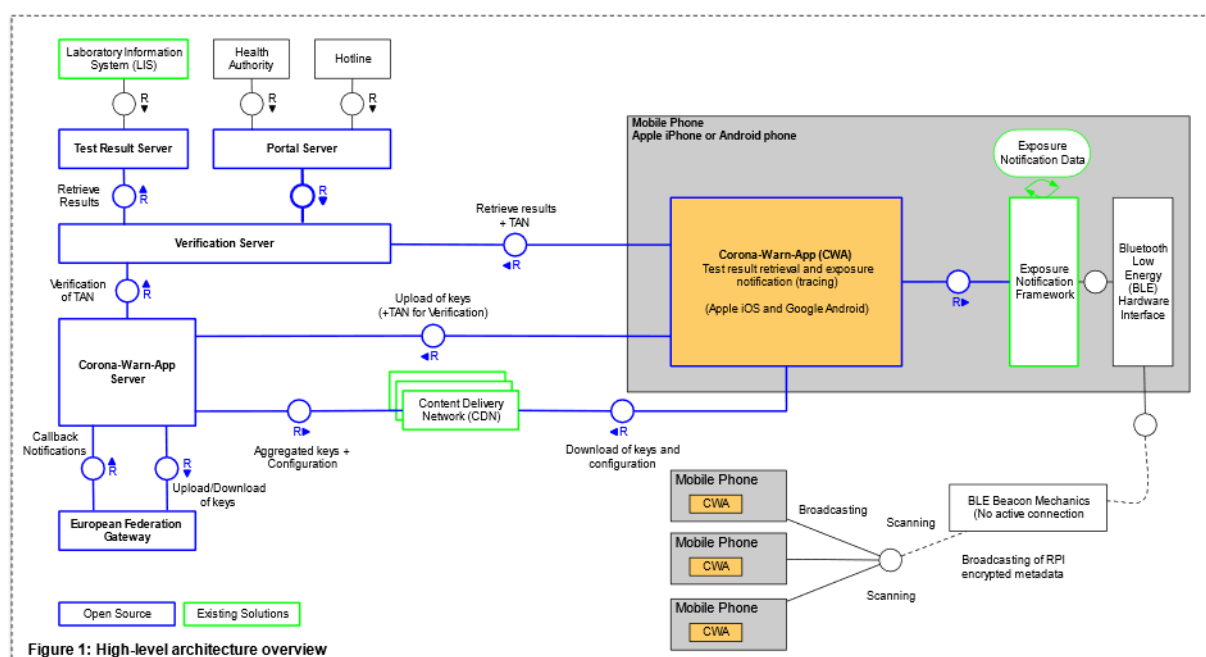 Laboratory Information
System (LIS)
Health
Authority
Hotline
R
R
R
Test Result Server
Portal Server
Retrieve
Results
R
R
Verification Server
Retrieve results
+ TAN
R
Verification
of TAN
R
Upload of keys
(+TAN for Verification)
R
Corona-Warn-App
Server
Content Delivery
Network (CDN)
R
R
Aggregated keys +
Configuration
Download of keys and
configuration
Callback
Notifications
R
R
Upload/Download
of keys
European Federation
Gateway
Mobile Phone
Apple iPhone or Android phone
Exposure
Notification Data
Corona-Warn-App (CWA)
Test result retrieval and exposure
notification (tracing)
(Apple iOS and Google Android)
R
Exposure
Notification
Framework
Bluetooth
Low
Energy
(BLE)
Hardware
Interface
Mobile Phone
CWA
Mobile Phone
CWA
Mobile Phone
CWA
Broadcasting
Scanning
Scanning
BLE Beacon Mechanics
(No active connection
Broadcasting of RPI
encrypted metadata
Open Source
Existing Solutions
Figure 1: High-level architecture overview